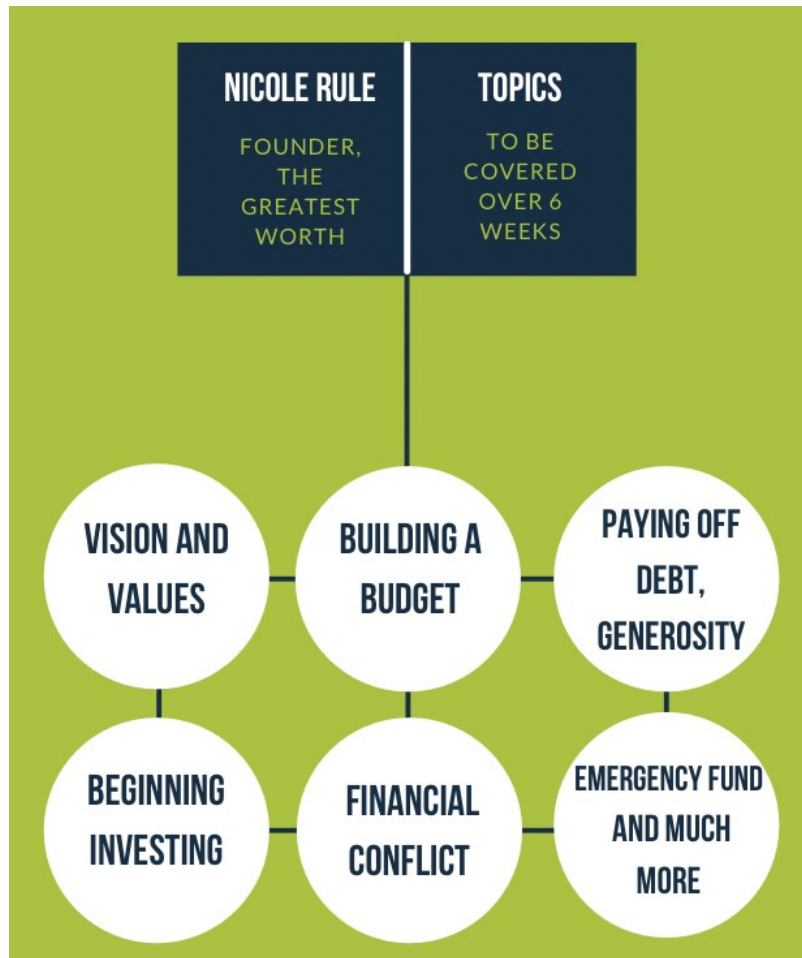 NICOLE RULE
FOUNDER,
THE
GREATEST
WORTH
TOPICS
TO BE
COVERED
OVER 6
WEEKS
VISION AND
VALUES
BUILDING A
BUDGET
PAYING OFF
DEBT,
GENEROSITY
BEGINNING
INVESTING
FINANCIAL
CONFLICT
EMERGENCY FUND
AND MUCH
MORE